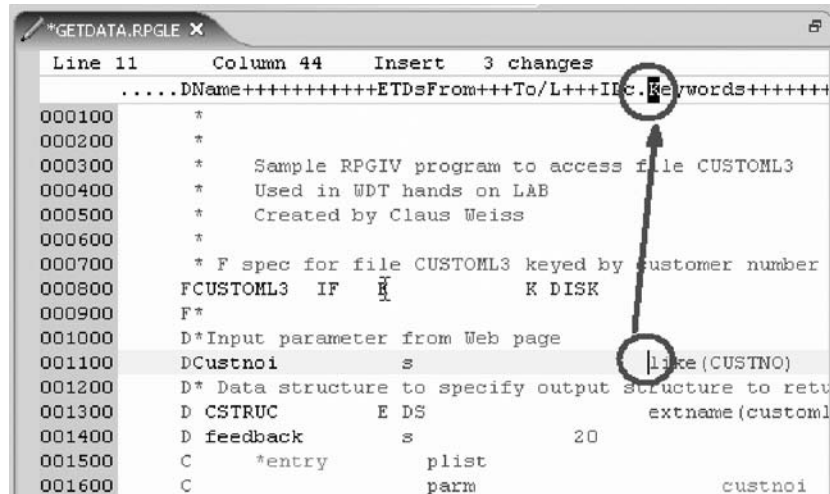 *GETDATA.RPGLE
Line 11 Column 44 Insert 3 changes
.....DName+++++++++++ETDsFrom+++To/L+++IDc.Keywords+++++++
000100 *
000200 *
000300 * Sample RPGIV program to access file CUSTOML3
000400 * Used in WDT hands on LAB
000500 * Created by Claus Weiss
000600 *
000700 * F spec for file CUSTOML3 keyed by customer number
000800 FCUSTOML3 IF E K DISK
000900 F*
001000 D*Input parameter from Web page
001100 DCustnoi s like(CUSTNO)
001200 D* Data structure to specify output structure to retu
001300 D CSTRUC E DS extname(custom1
001400 D feedback s 20
001500 C *entry plist
001600 C parm custnoi